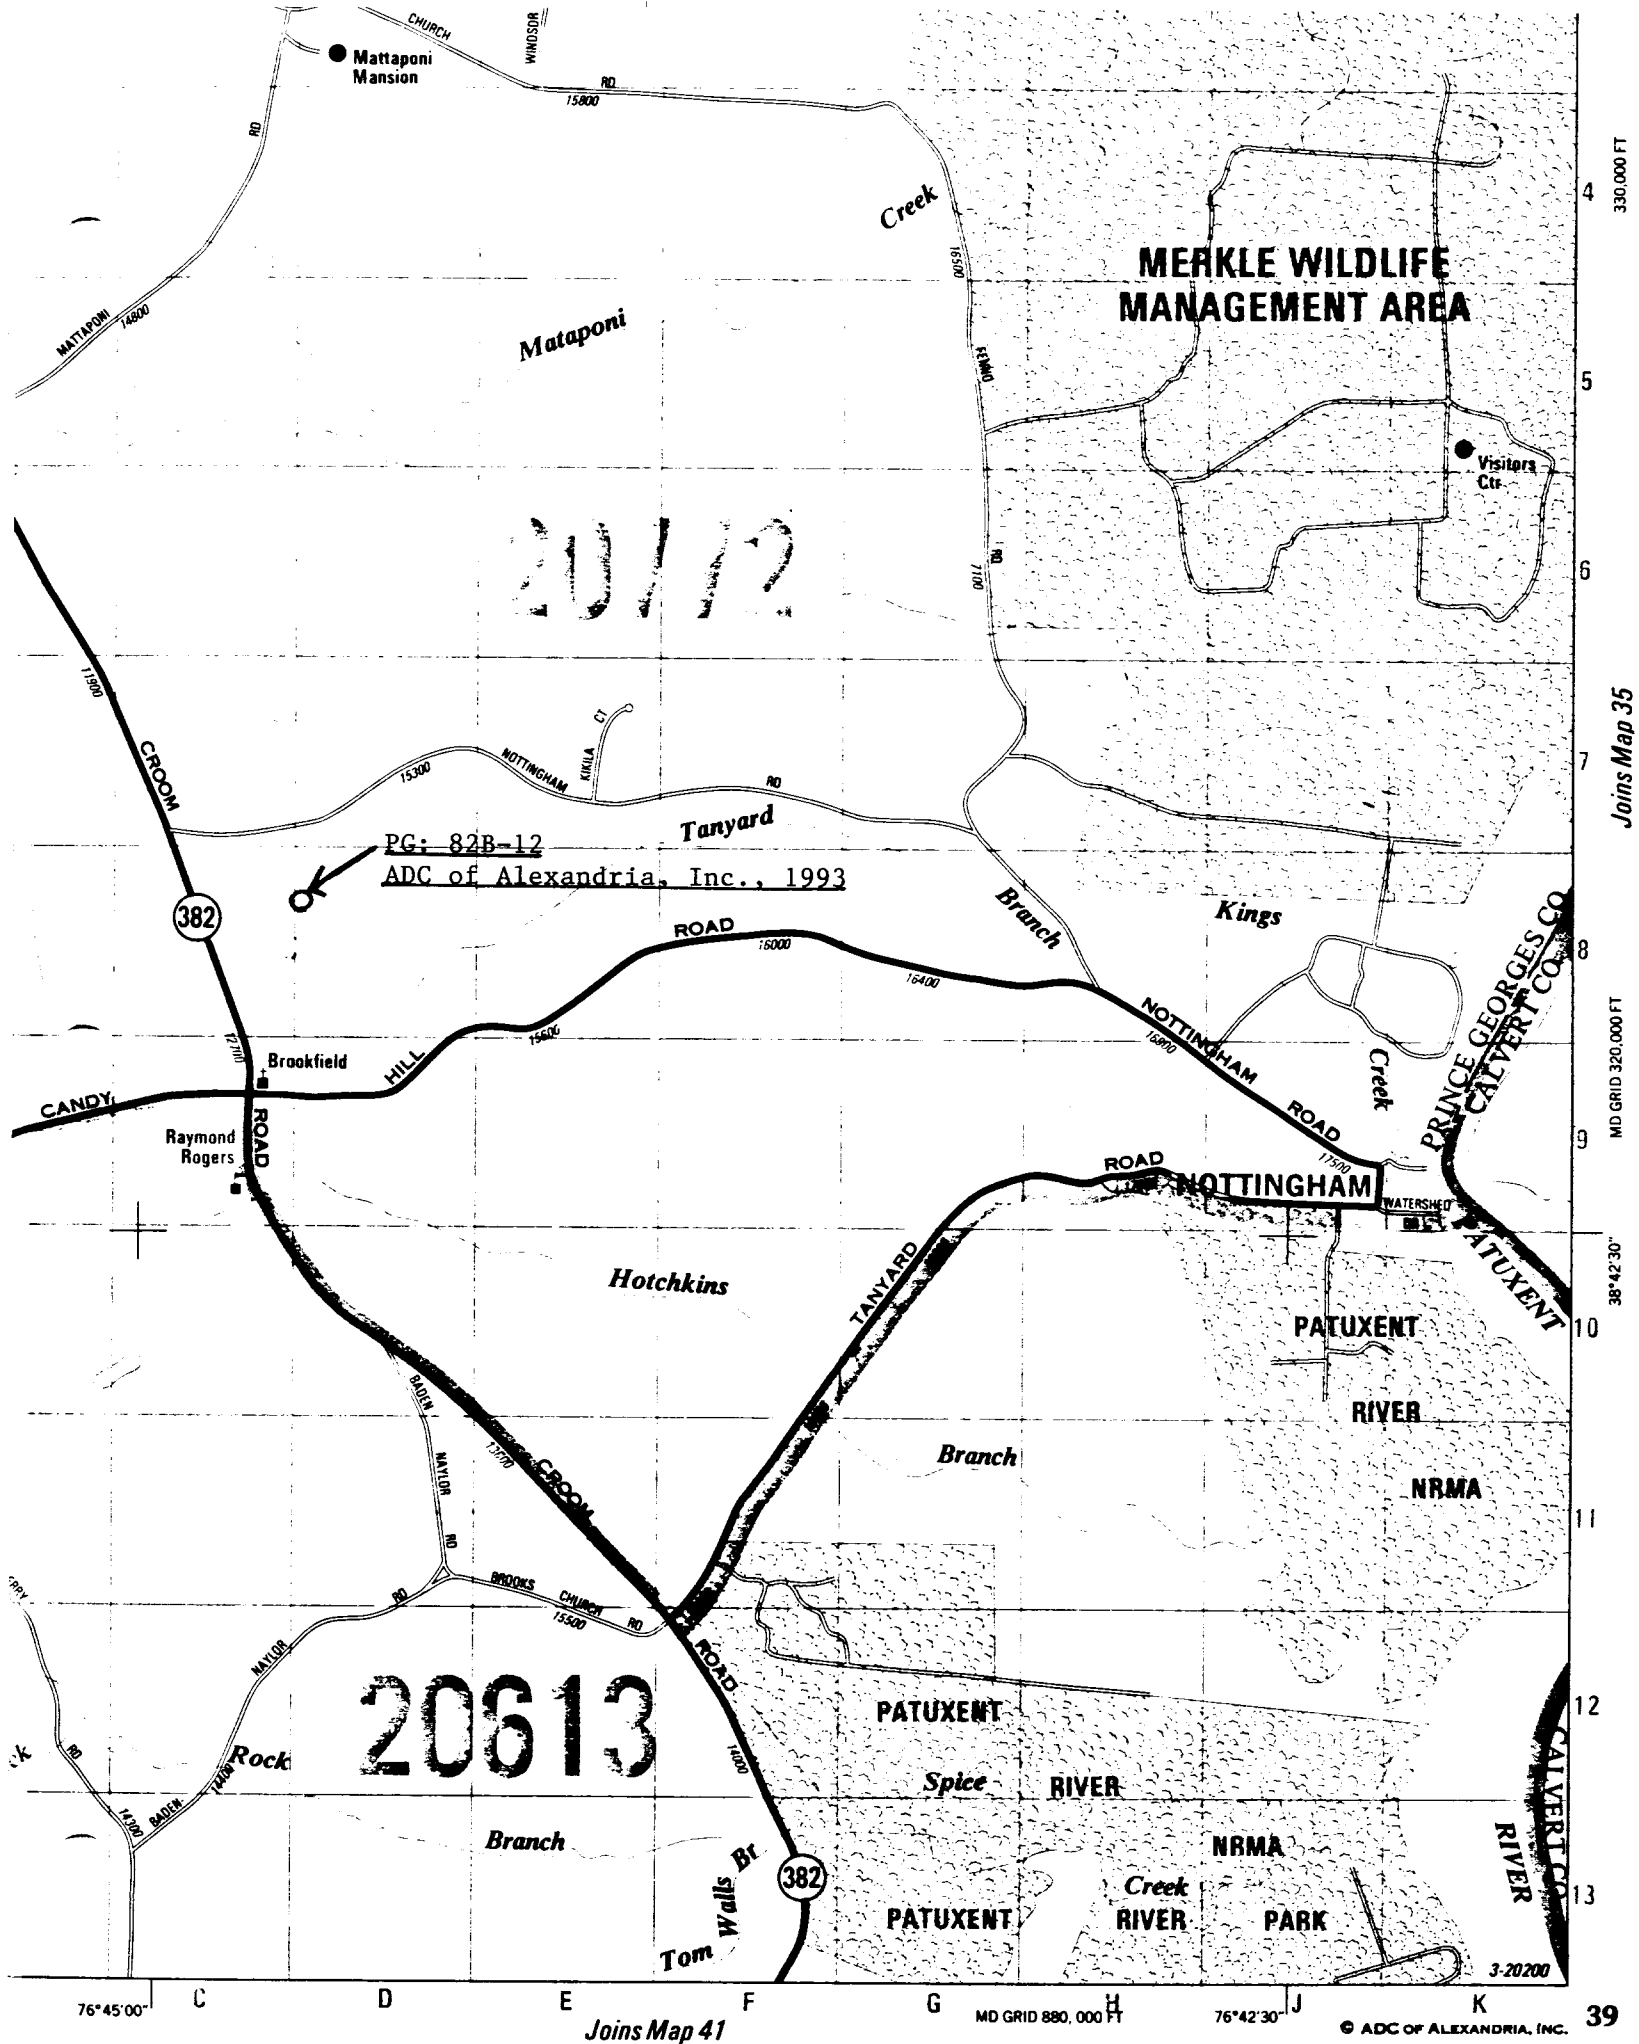 CHURCH
WINDSOR
RD
15800
Mattaponi
Mansion
RD
Creek
16500
330,000 FT
4
MERKLE WILDLIFE
MANAGEMENT AREA
MATTAPONI
14800
Mataponi
FENNO
5
Visitors
Ctr
20772
RD
7100
6
11900
Joins Map 35
CROOM
15300
NOTTINGHAM
KIKILA
CT
RD
7
Tanyard
PG: 82B-12
ADC of Alexandria, Inc., 1993
382
Branch
Kings
ROAD
16000
16400
8
PRINCE GEORGES CO
CALVERT CO
NOTTINGHAM
16800
ROAD
17500
Creek
MD GRID 320,000 FT
12700
15600
Brookfield
HILL
CANDY
ROAD
Raymond
Rogers
9
ROAD
NOTTINGHAM
WATERSHED
PATUXENT
38°42'30"
Hotchkins
TANYARD
PATUXENT
10
BADEN
RIVER
NAYLOR
Branch
NRMA
CROOM
11
RD
BROOKS
CHURCH
15500
RD
RD
NAYLOR
ROAD
20613
PATUXENT
12
RD
Rock
14400
14000
Spice
RIVER
CALVERT CO
14300
BADEN
Branch
NRMA
RIVER
Tom Walls Br
382
Creek
13
PATUXENT
RIVER
PARK
3-20200
76°45'00"
C
D
E
F
G
H
J
K
MD GRID 880,000 FT
76°42'30"
39
Joins Map 41
© ADC OF ALEXANDRIA, INC.